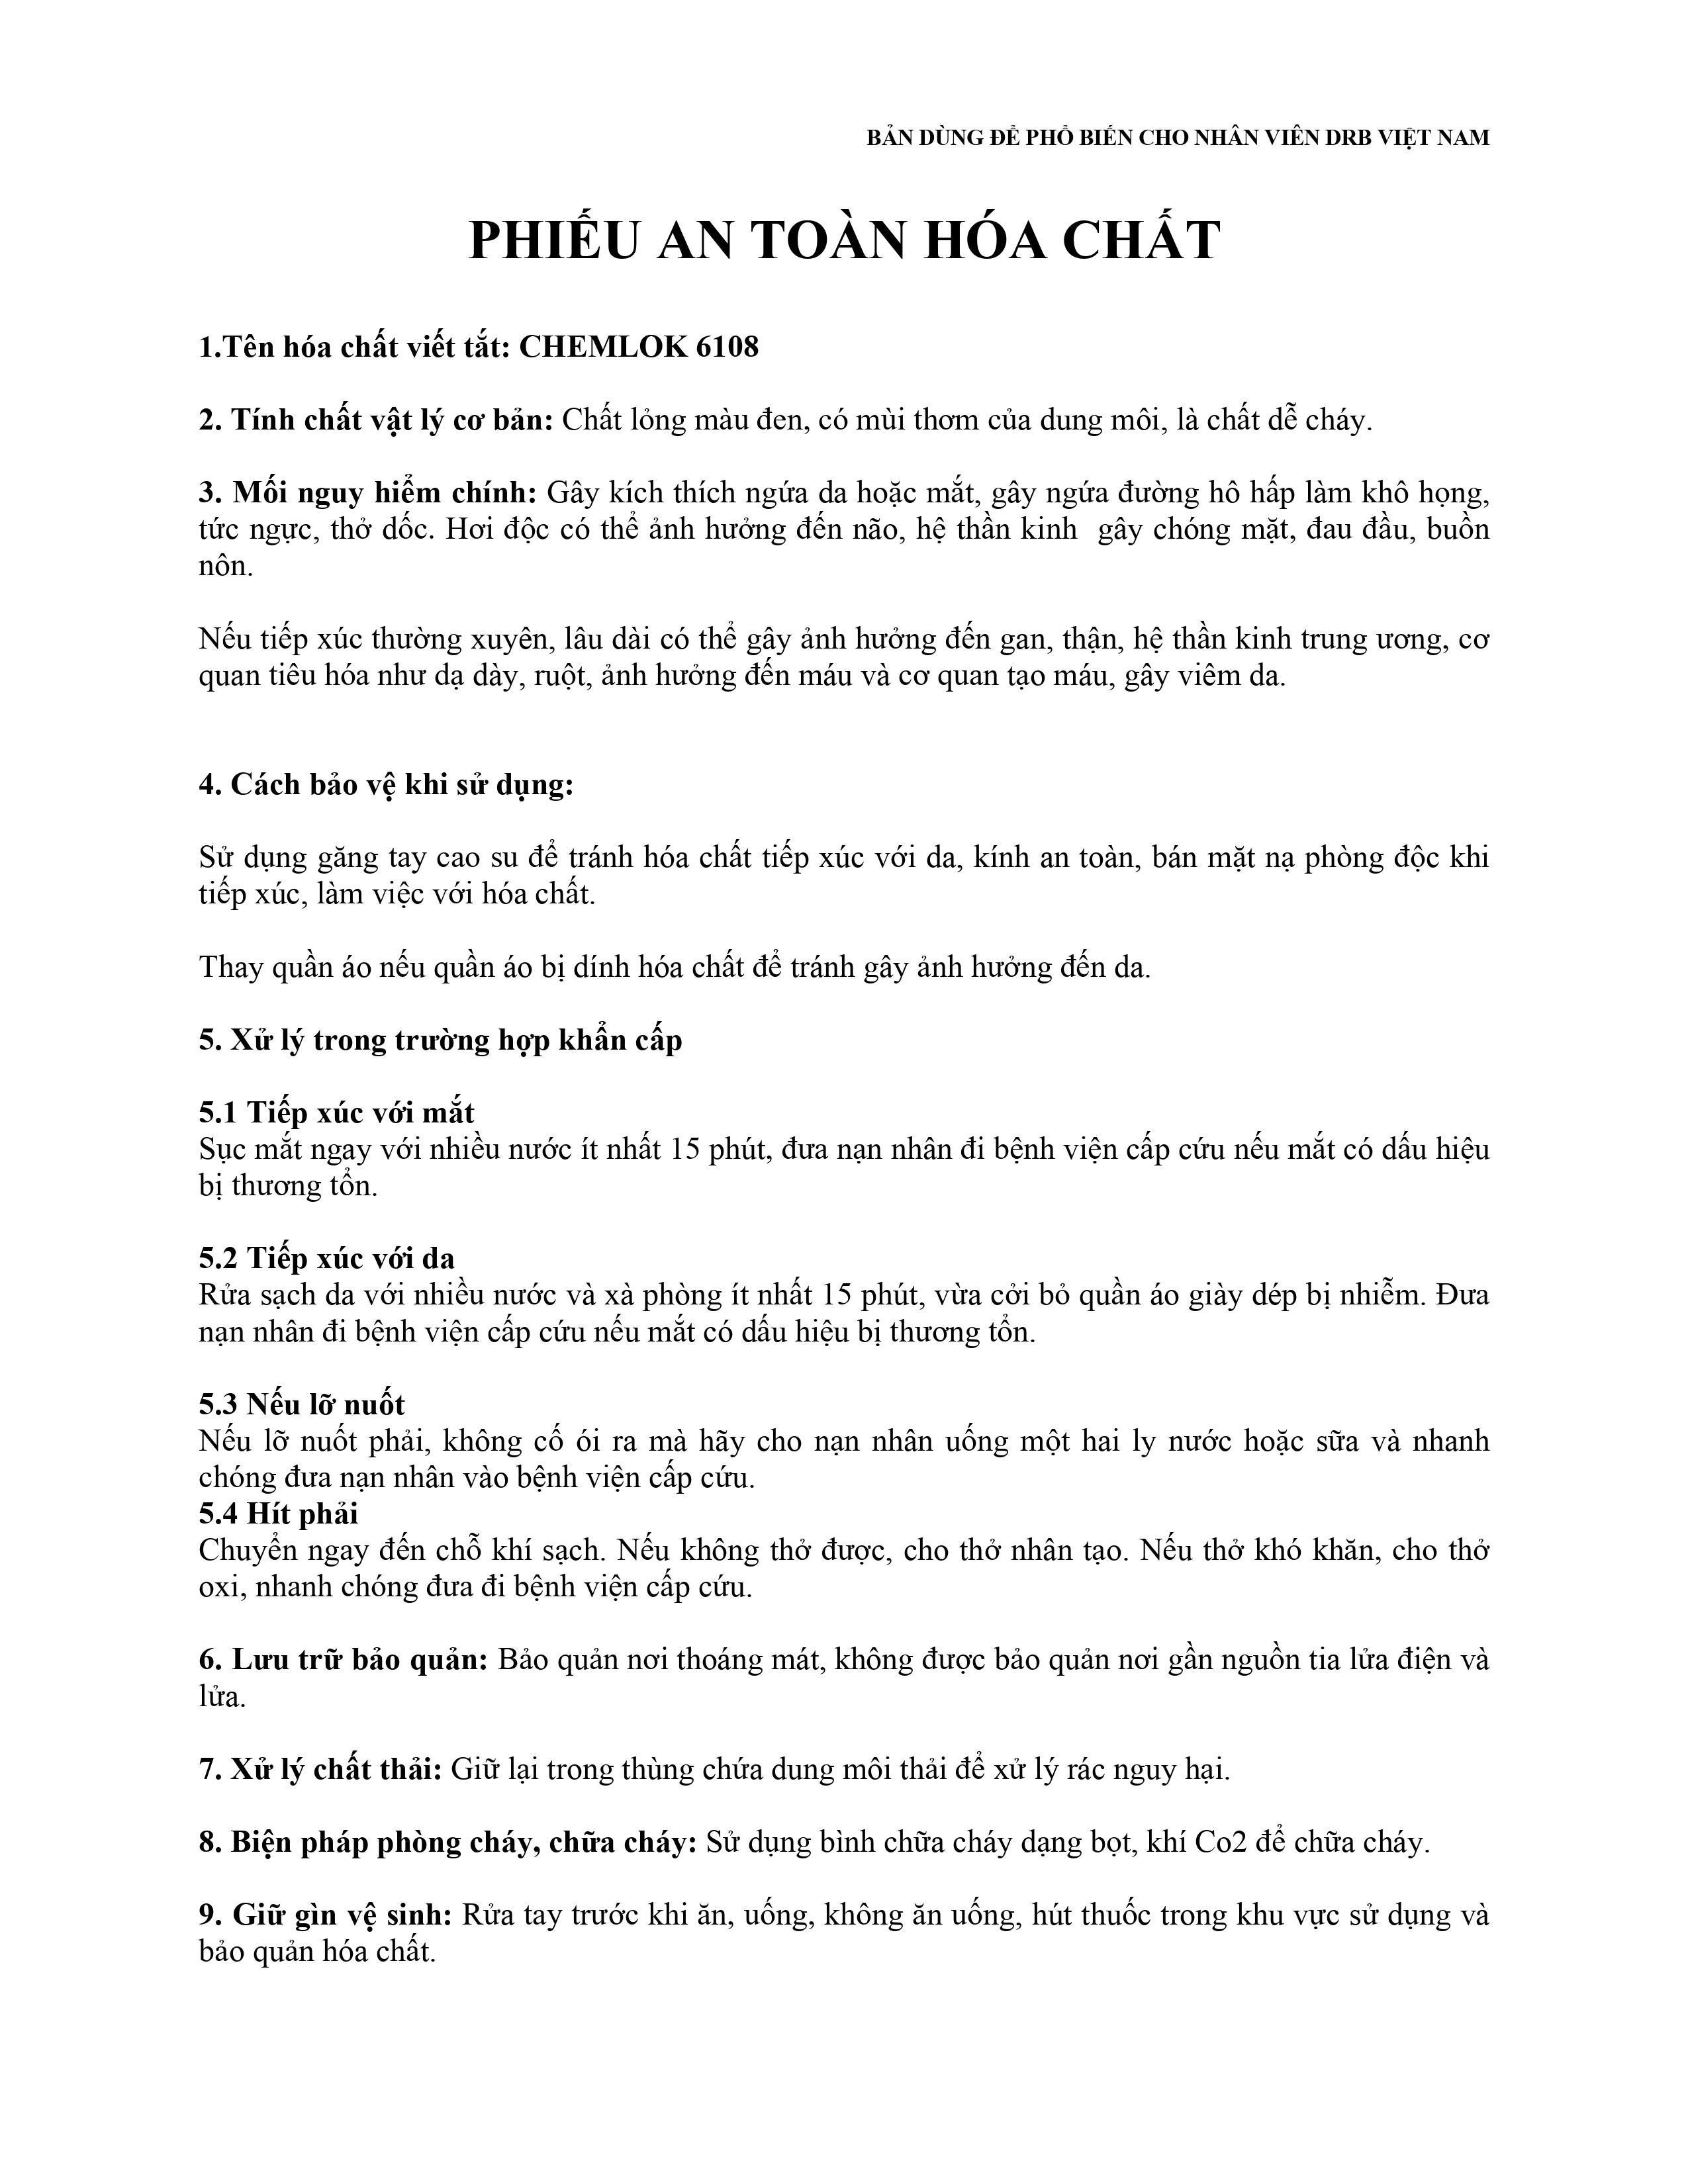 BẢN DÙNG ĐỂ PHỔ BIẾN CHO NHÂN VIÊN DRB VIỆT NAM
PHIẾU AN TOÀN HÓA CHẤT
1.Tên hóa chất viết tắt: CHEMLOK 6108
2. Tính chất vật lý cơ bản: Chất lỏng màu đen, có mùi thơm của dung môi, là chất dễ cháy.
3. Mối nguy hiểm chính: Gây kích thích ngứa da hoặc mắt, gây ngứa đường hô hấp làm khô họng,
tức ngực, thở dốc. Hơi độc có thể ảnh hưởng đến não, hệ thần kinh  gây chóng mặt, đau đầu, buồn
nôn.
Nếu tiếp xúc thường xuyên, lâu dài có thể gây ảnh hưởng đến gan, thận, hệ thần kinh trung ương, cơ
quan tiêu hóa như dạ dày, ruột, ảnh hưởng đến máu và cơ quan tạo máu, gây viêm da.
4. Cách bảo vệ khi sử dụng:
Sử dụng găng tay cao su để tránh hóa chất tiếp xúc với da, kính an toàn, bán mặt nạ phòng độc khi
tiếp xúc, làm việc với hóa chất.
Thay quần áo nếu quần áo bị dính hóa chất để tránh gây ảnh hưởng đến da.
5. Xử lý trong trường hợp khẩn cấp
5.1 Tiếp xúc với mắt
Sục mắt ngay với nhiều nước ít nhất 15 phút, đưa nạn nhân đi bệnh viện cấp cứu nếu mắt có dấu hiệu
bị thương tổn.
5.2 Tiếp xúc với da
Rửa sạch da với nhiều nước và xà phòng ít nhất 15 phút, vừa cởi bỏ quần áo giày dép bị nhiễm. Đưa
nạn nhân đi bệnh viện cấp cứu nếu mắt có dấu hiệu bị thương tổn.
5.3 Nếu lỡ nuốt
Nếu lỡ nuốt phải, không cố ói ra mà hãy cho nạn nhân uống một hai ly nước hoặc sữa và nhanh
chóng đưa nạn nhân vào bệnh viện cấp cứu.
5.4 Hít phải
Chuyển ngay đến chỗ khí sạch. Nếu không thở được, cho thở nhân tạo. Nếu thở khó khăn, cho thở
oxi, nhanh chóng đưa đi bệnh viện cấp cứu.
6. Lưu trữ bảo quản: Bảo quản nơi thoáng mát, không được bảo quản nơi gần nguồn tia lửa điện và
lửa.
7. Xử lý chất thải: Giữ lại trong thùng chứa dung môi thải để xử lý rác nguy hại.
8. Biện pháp phòng cháy, chữa cháy: Sử dụng bình chữa cháy dạng bọt, khí Co2 để chữa cháy.
9. Giữ gìn vệ sinh: Rửa tay trước khi ăn, uống, không ăn uống, hút thuốc trong khu vực sử dụng và
bảo quản hóa chất.